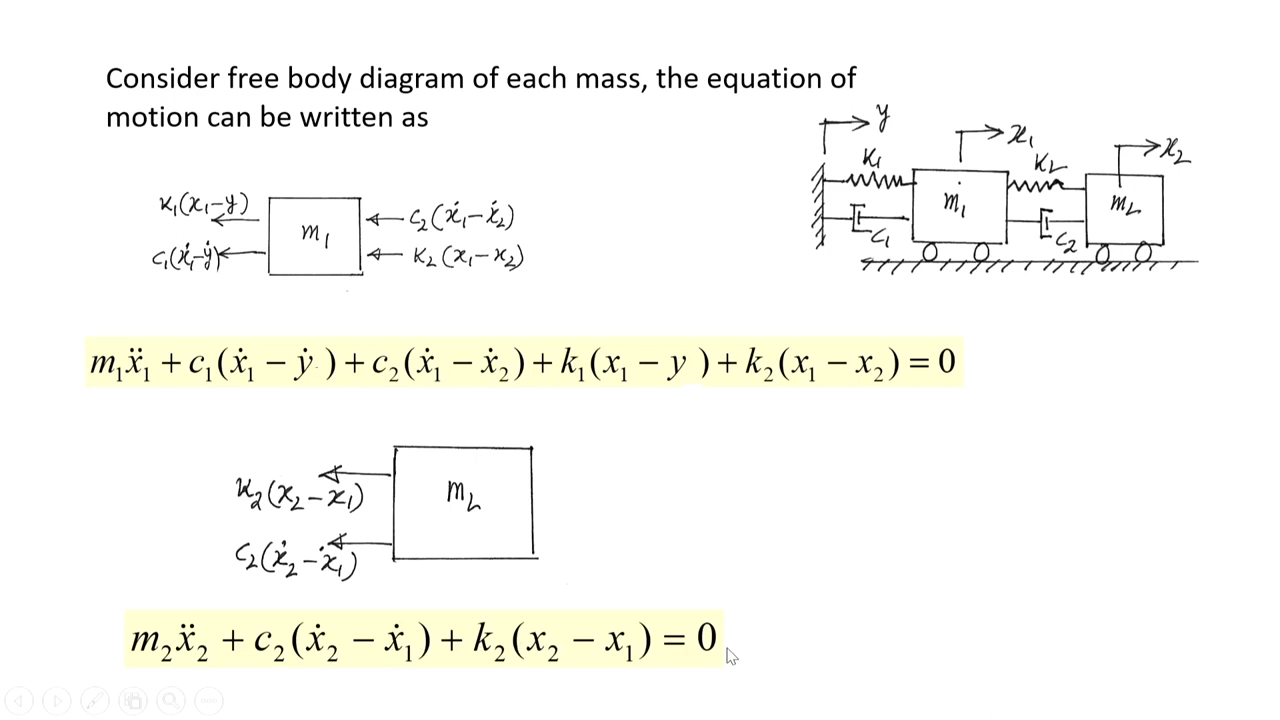 Consider free body diagram of each mass, the equation of
motion can be written as
y
x₁
x₂
K₁
K₂
m₁
m₂
C₁
C₂
K₁(x₁-y)
C₁(ẋ₁-ẏ)
m₁
C₂(ẋ₁-ẋ₂)
K₂(x₁-x₂)
m₁ẍ₁ + c₁(ẋ₁ − ẏ) + c₂(ẋ₁ − ẋ₂) + k₁(x₁ − y) + k₂(x₁ − x₂) = 0
K₂(x₂-x₁)
C₂(ẋ₂-ẋ₁)
m₂
m₂ẍ₂ + c₂(ẋ₂ − ẋ₁) + k₂(x₂ − x₁) = 0